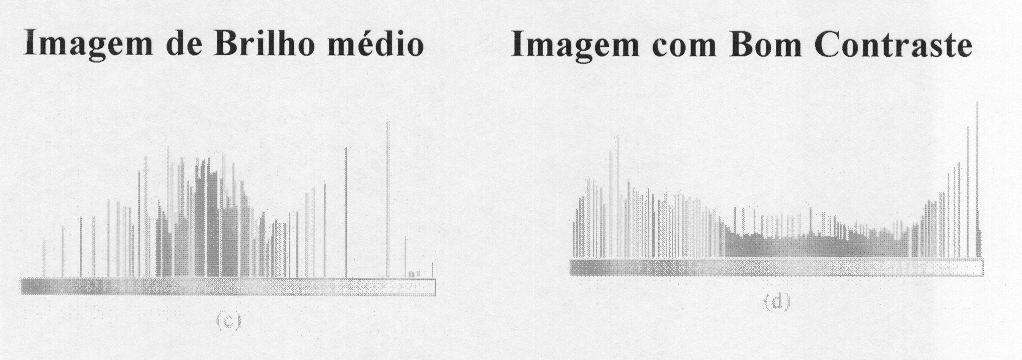 Imagem de Brilho médio
Imagem com Bom Contraste
(c)
(d)